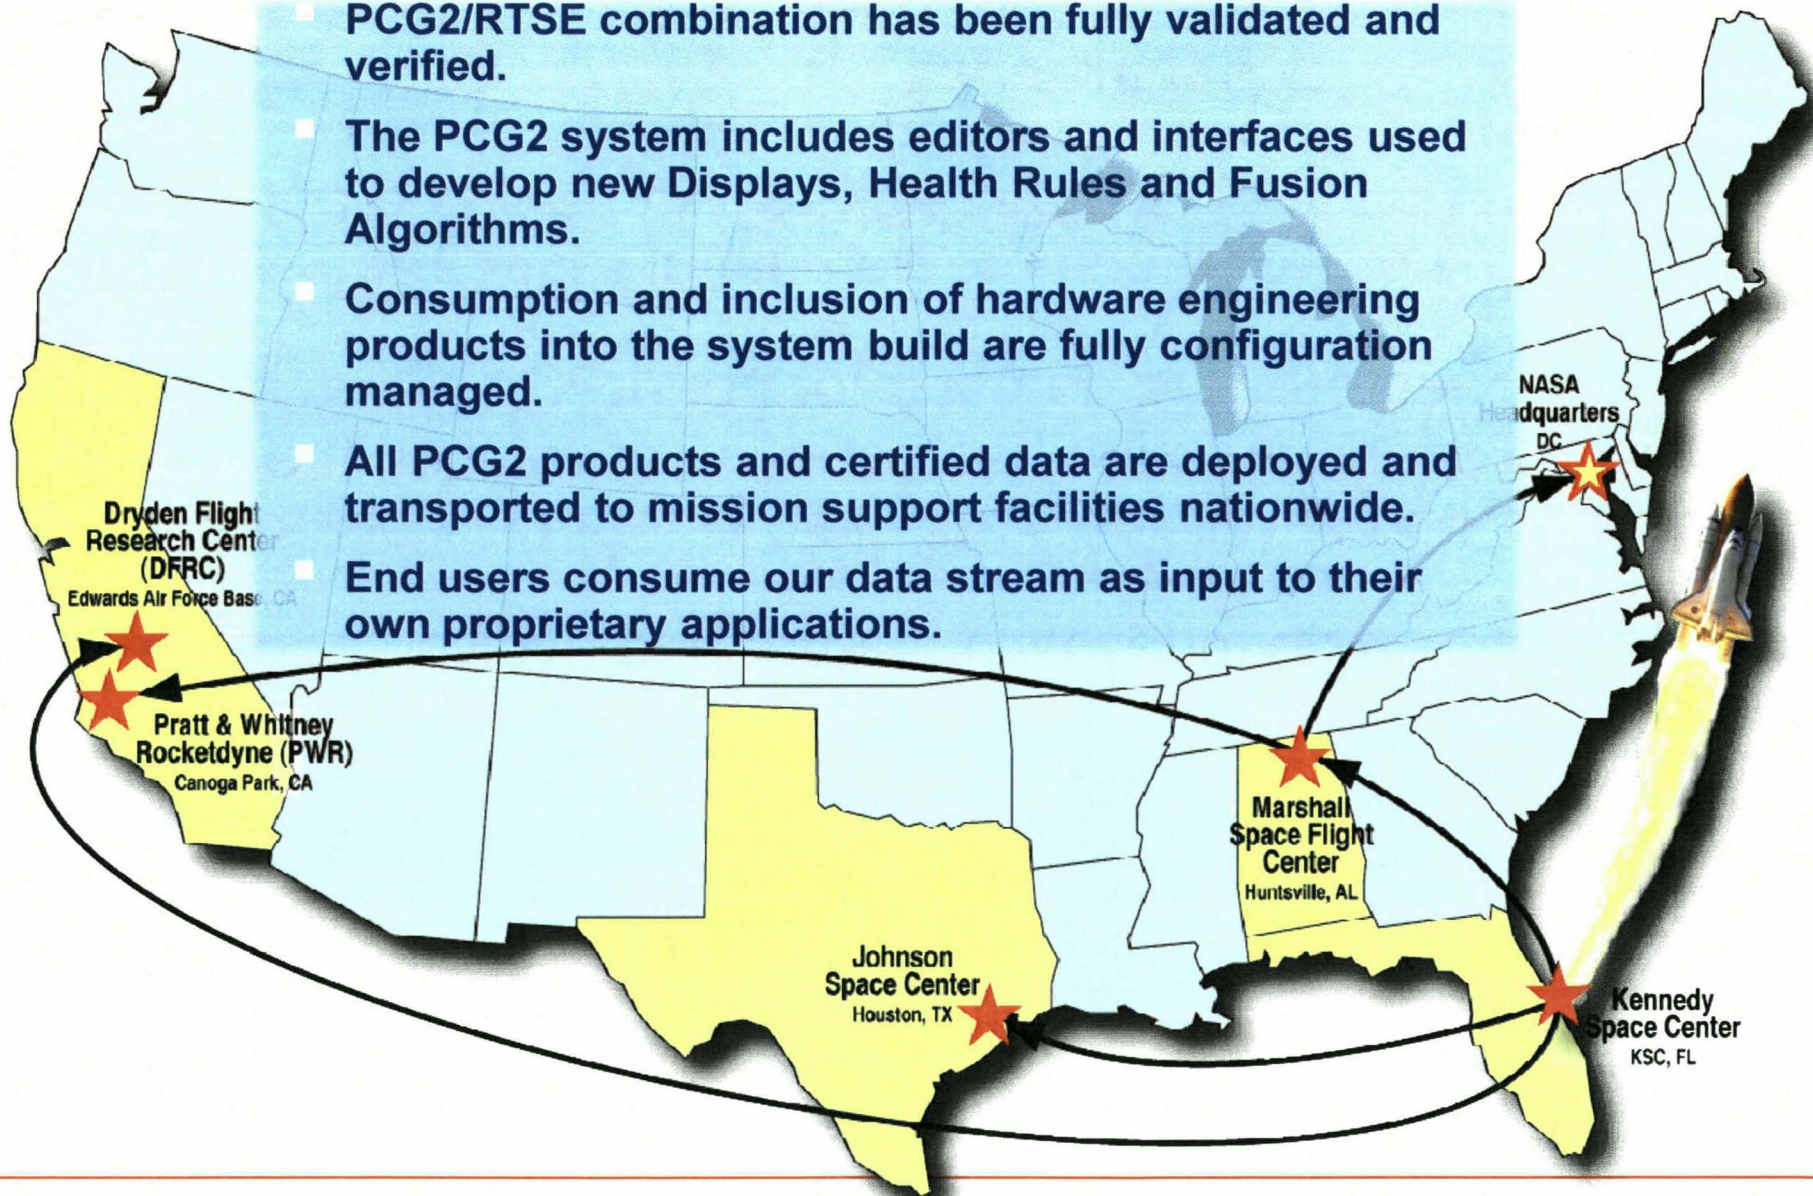 PCG2/RTSE combination has been fully validated and
verified.
The PCG2 system includes editors and interfaces used
to develop new Displays, Health Rules and Fusion
Algorithms.
Consumption and inclusion of hardware engineering
products into the system build are fully configuration
managed.
All PCG2 products and certified data are deployed and
transported to mission support facilities nationwide.
End users consume our data stream as input to their
own proprietary applications.
NASA
Headquarters
DC
Dryden Flight
Research Center
(DFRC)
Edwards Air Force Base, CA
Pratt & Whitney
Rocketdyne (PWR)
Canoga Park, CA
Marshall
Space Flight
Center
Huntsville, AL
Johnson
Space Center
Houston, TX
Kennedy
Space Center
KSC, FL